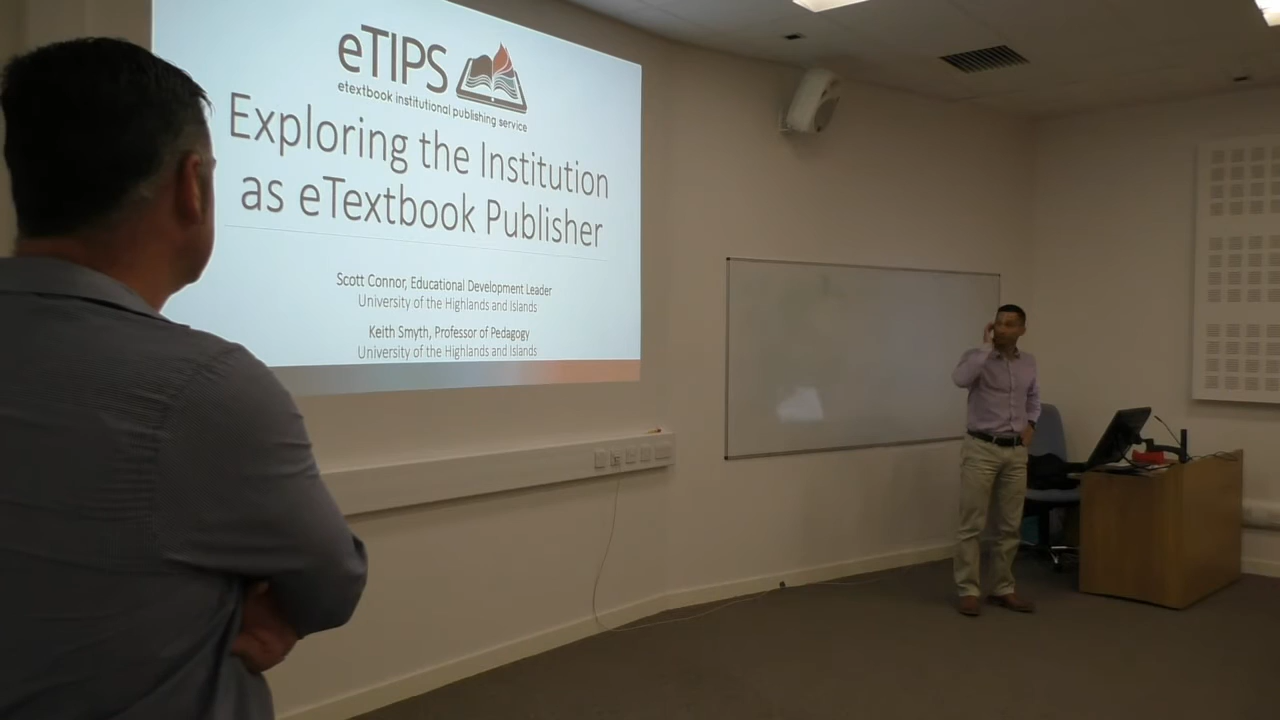 eTIPS
etextbook institutional publishing service
Exploring the Institution
as eTextbook Publisher
Scott Connor, Educational Development Leader
University of the Highlands and Islands
Keith Smyth, Professor of Pedagogy
University of the Highlands and Islands